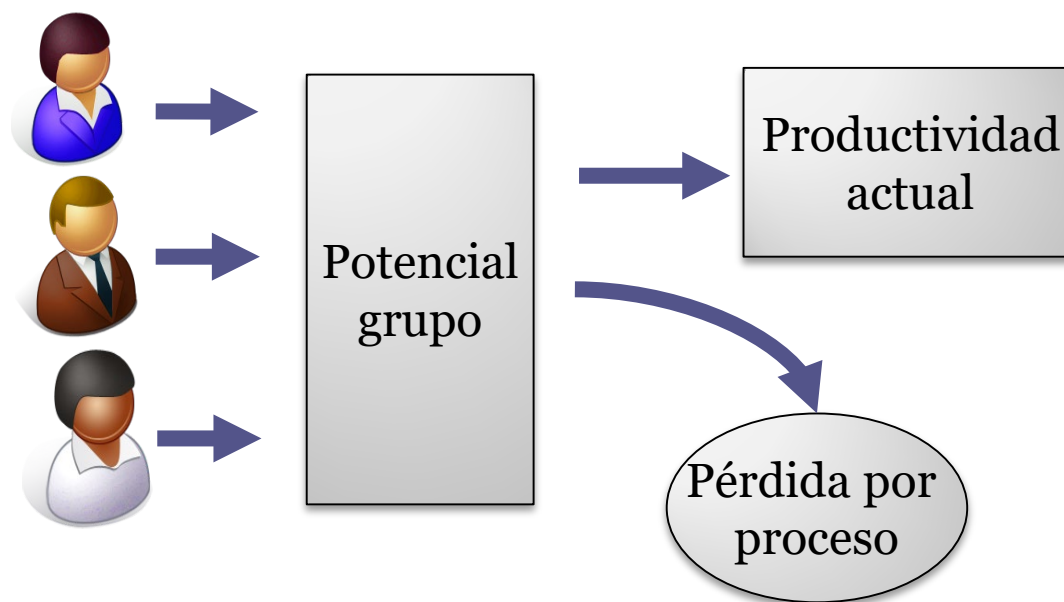 Productividad
actual
Potencial
grupo
Pérdida por
proceso